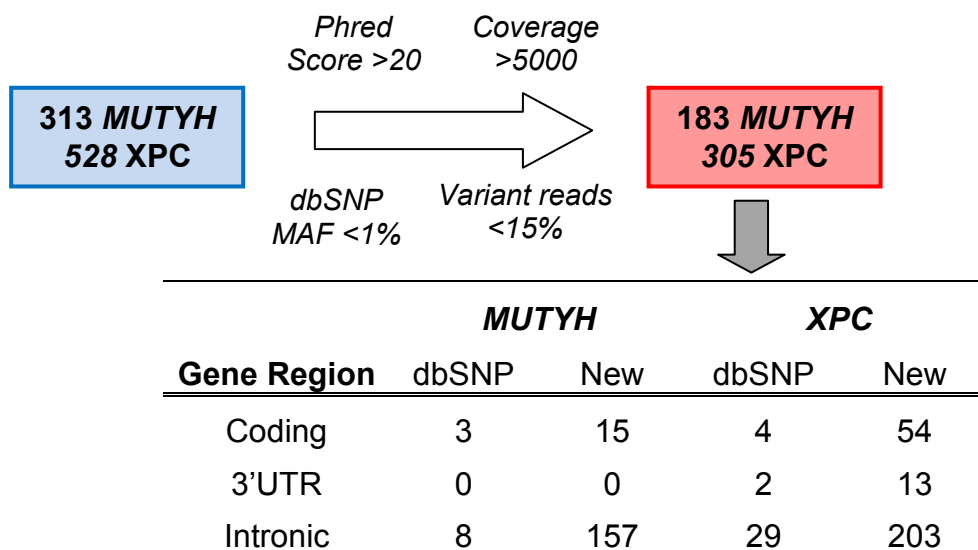 Phred
Score >20
Coverage
>5000
313 MUTYH
528 XPC
183 MUTYH
305 XPC
dbSNP
MAF <1%
Variant reads
<15%
MUTYH XPC
Gene Region dbSNP New dbSNP New
Coding 3 15 4 54
3'UTR 0 0 2 13
Intronic 8 157 29 203